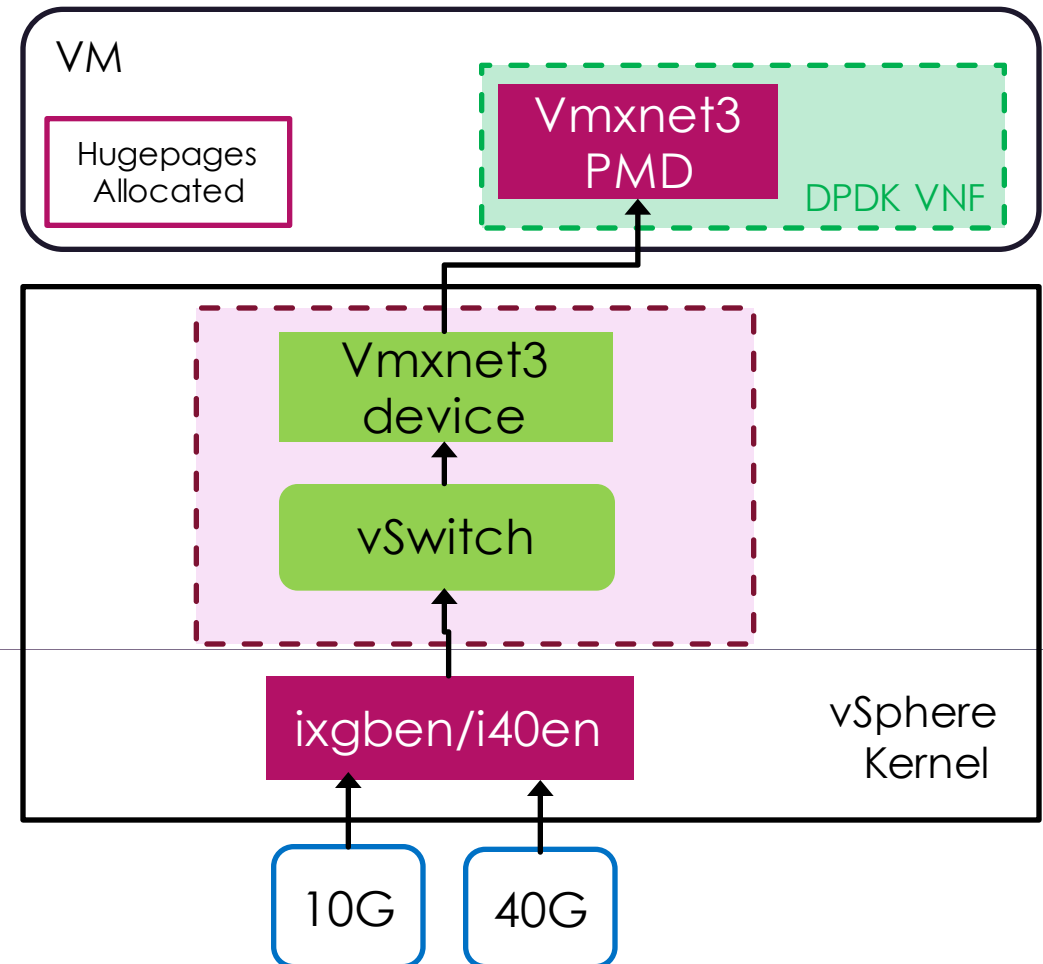 VM
Hugepages
Allocated
Vmxnet3
PMD
DPDK VNF
Vmxnet3
device
vSwitch
ixgben/i40en
vSphere
Kernel
10G
40G